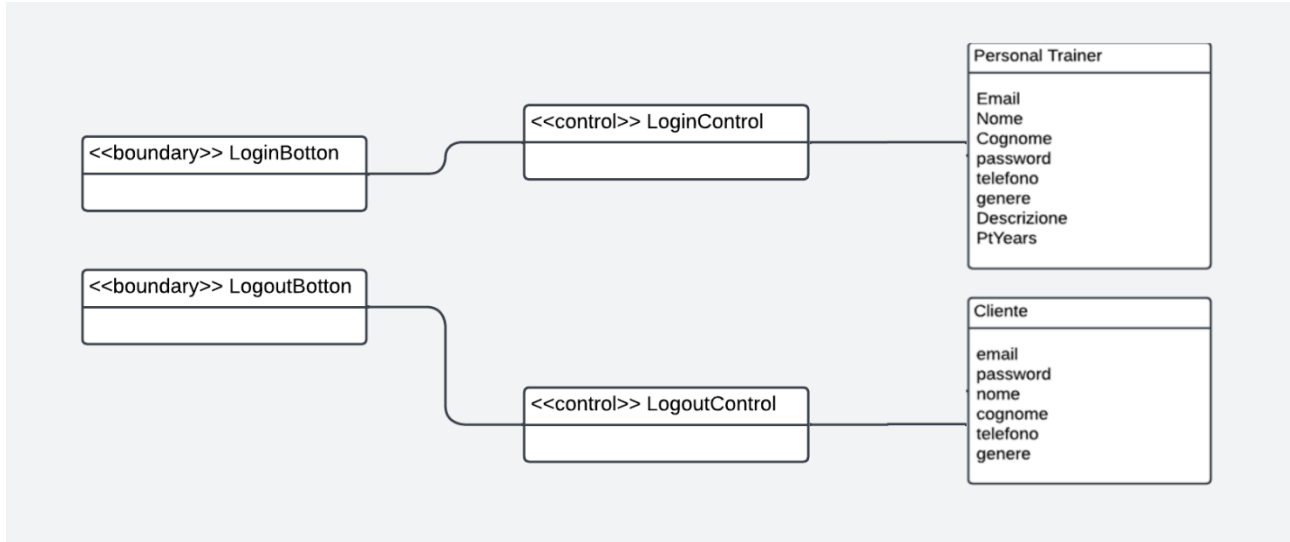 <<boundary>> LoginBotton
<<control>> LoginControl
Personal Trainer
Email
Nome
Cognome
password
telefono
genere
Descrizione
PtYears
<<boundary>> LogoutBotton
<<control>> LogoutControl
Cliente
email
password
nome
cognome
telefono
genere